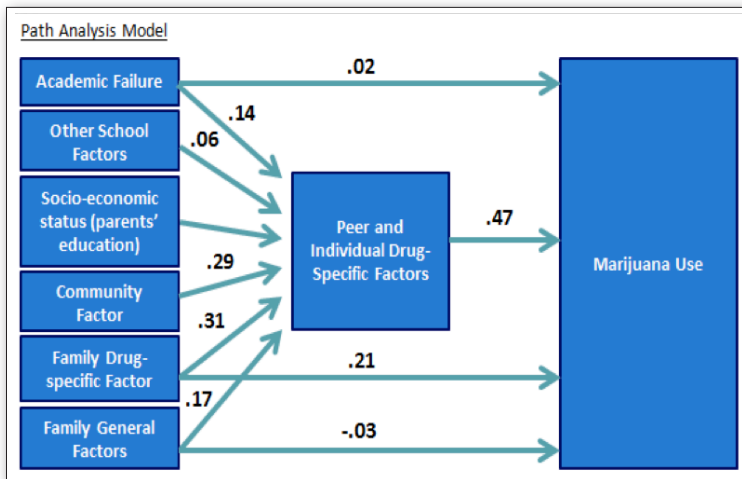 Path Analysis Model
Academic Failure
.02
.14
Other School
Factors
.06
Socio-economic
status (parents'
education)
Peer and
Individual Drug-
Specific Factors
.47
Marijuana Use
.29
Community
Factor
.31
Family Drug-
specific Factor
.21
.17
Family General
Factors
-.03